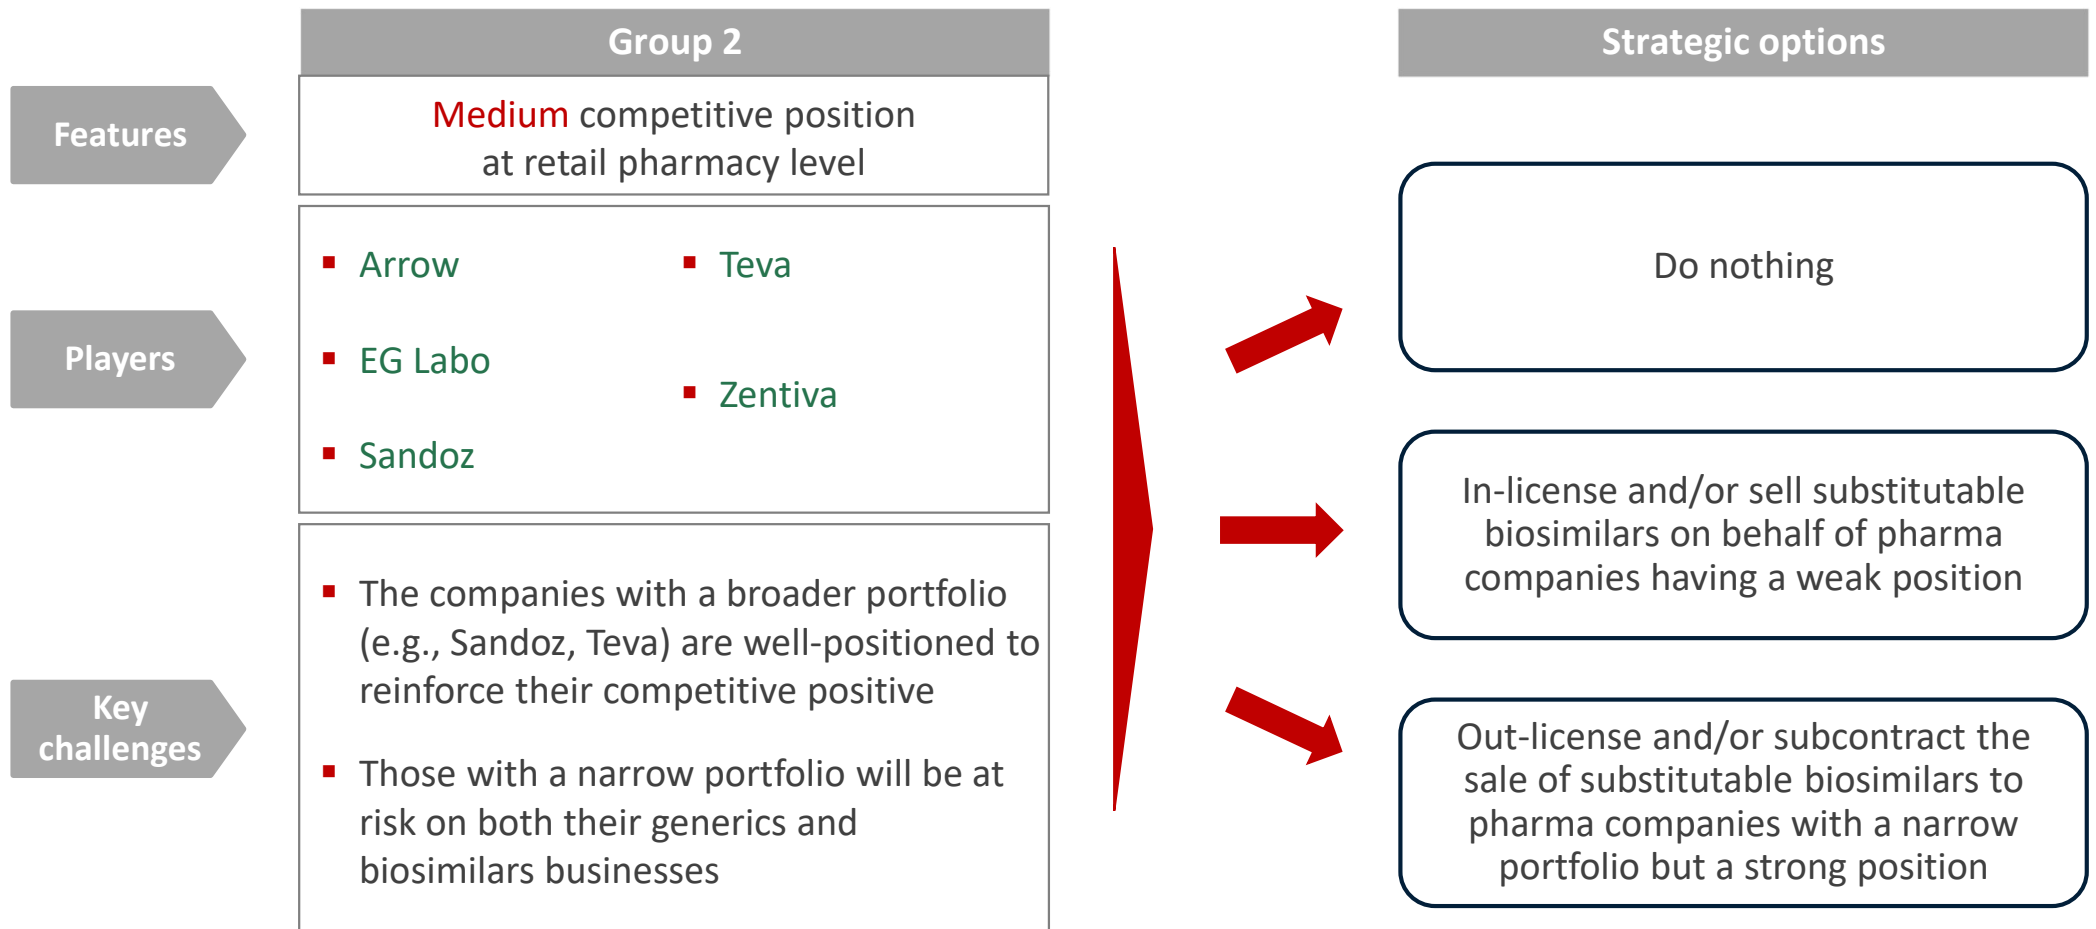 Group 2
Strategic options
Features
Medium competitive position
at retail pharmacy level
Players
▪ Arrow
▪ EG Labo
▪ Sandoz
▪ Teva
▪ Zentiva
Key
challenges
▪ The companies with a broader portfolio
(e.g., Sandoz, Teva) are well-positioned to
reinforce their competitive positive
▪ Those with a narrow portfolio will be at
risk on both their generics and
biosimilars businesses
Do nothing
In-license and/or sell substitutable
biosimilars on behalf of pharma
companies having a weak position
Out-license and/or subcontract the
sale of substitutable biosimilars to
pharma companies with a narrow
portfolio but a strong position